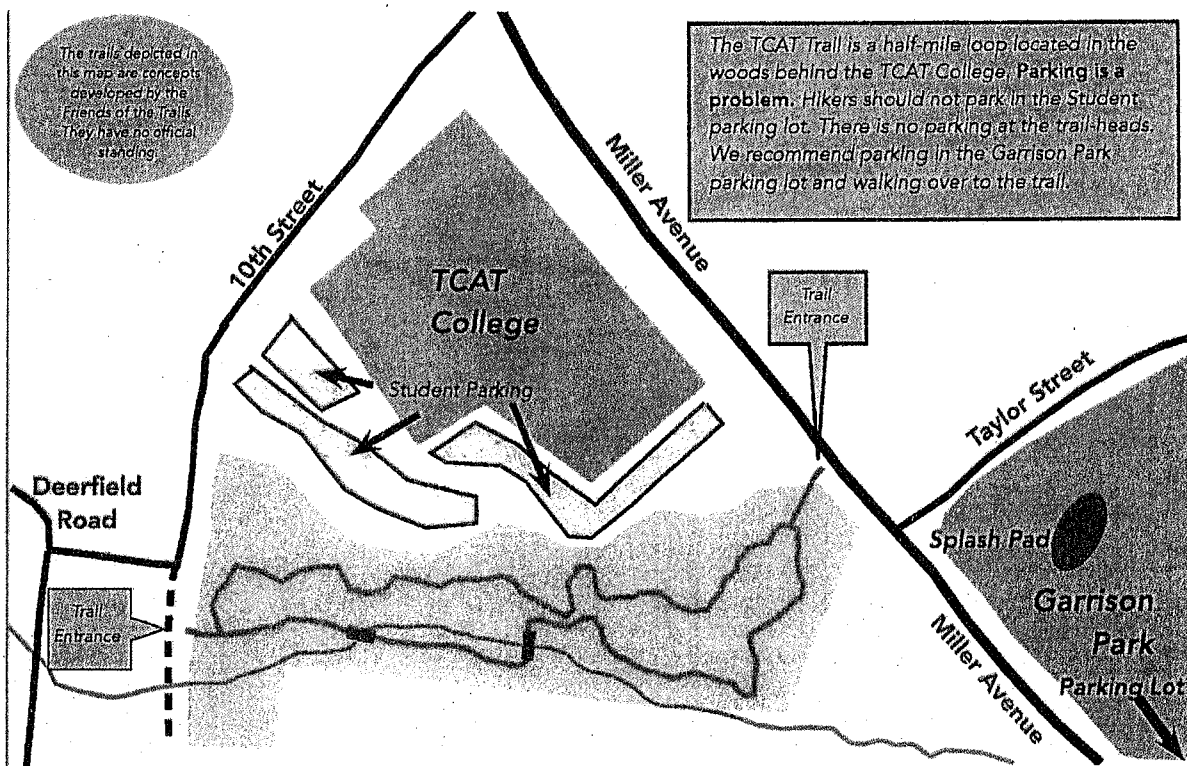 The trails depicted in
this map are concepts
developed by the
Friends of the Trails.
They have no official
standing.
The TCAT Trail is a half-mile loop located in the
woods behind the TCAT College. Parking is a
problem. Hikers should not park in the Student
parking lot. There is no parking at the trail-heads.
We recommend parking in the Garrison Park
parking lot and walking over to the trail.
10th Street
Miller Avenue
TCAT
College
Trail
Entrance
Student Parking
Taylor Street
Deerfield
Road
Splash Pad
Garrison
Park
Trail
Entrance
Miller Avenue
Parking Lot